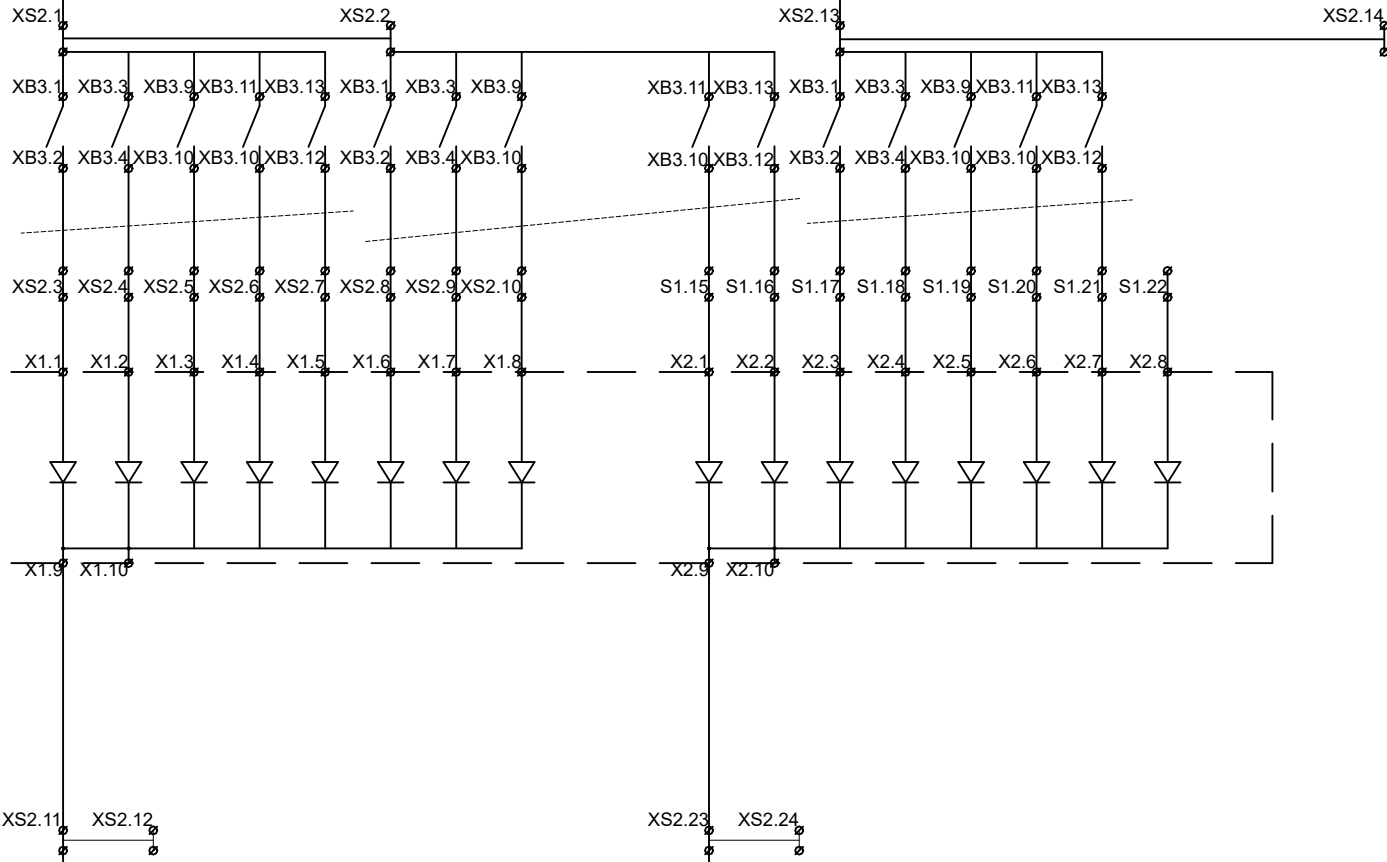 XS2.1 XS2.2 XS2.13 XS2.14
XB3.1 XB3.3 XB3.9 XB3.11 XB3.13 XB3.1 XB3.3 XB3.9 XB3.11 XB3.13 XB3.1 XB3.3 XB3.9 XB3.11 XB3.13
XB3.2 XB3.4 XB3.10 XB3.10 XB3.12 XB3.2 XB3.4 XB3.10 XB3.10 XB3.12 XB3.2 XB3.4 XB3.10 XB3.10 XB3.12
XS2.3 XS2.4 XS2.5 XS2.6 XS2.7 XS2.8 XS2.9 XS2.10 S1.15 S1.16 S1.17 S1.18 S1.19 S1.20 S1.21 S1.22
X1.1 X1.2 X1.3 X1.4 X1.5 X1.6 X1.7 X1.8 X2.1 X2.2 X2.3 X2.4 X2.5 X2.6 X2.7 X2.8
X1.9 X1.10 X2.9 X2.10
XS2.11 XS2.12 XS2.23 XS2.24